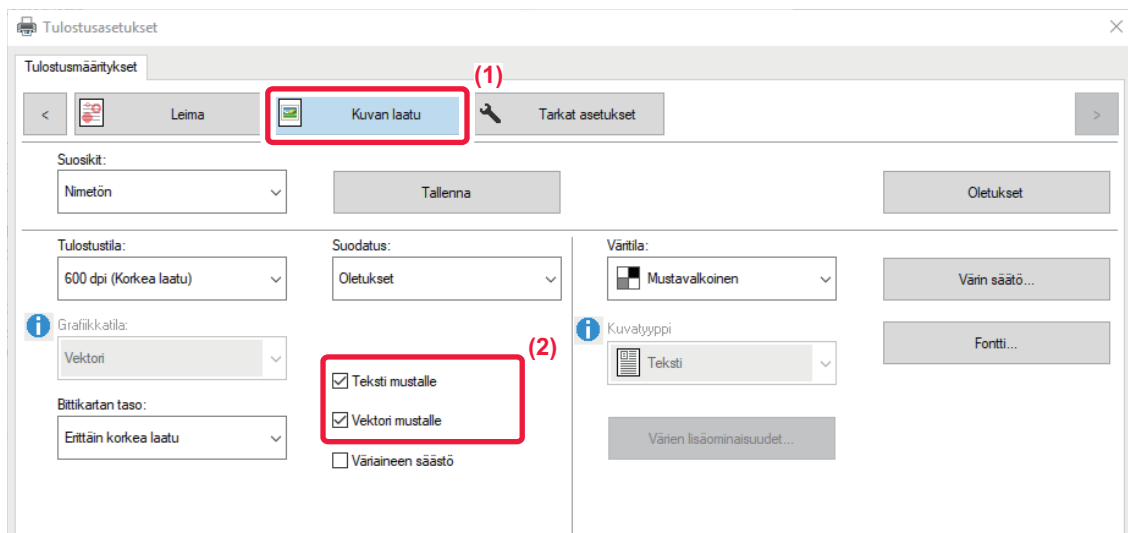 Tulostusasetukset
Tulostusmääritykset
(1)
< Leima Kuvan laatu Tarkat asetukset >
Suosikit:
Nimetön Tallenna Oletukset
Tulostustila: Suodatus: Väritila:
600 dpi (Korkea laatu) Oletukset Mustavalkoinen Värin säätö...
Grafiikkatila: Kuvatyyppi
(2)
Vektori Teksti Fontti...
Teksti mustalle
Bittikartan taso: Vektori mustalle
Erittäin korkea laatu Värien lisäominaisuudet...
Väriaineen säästö